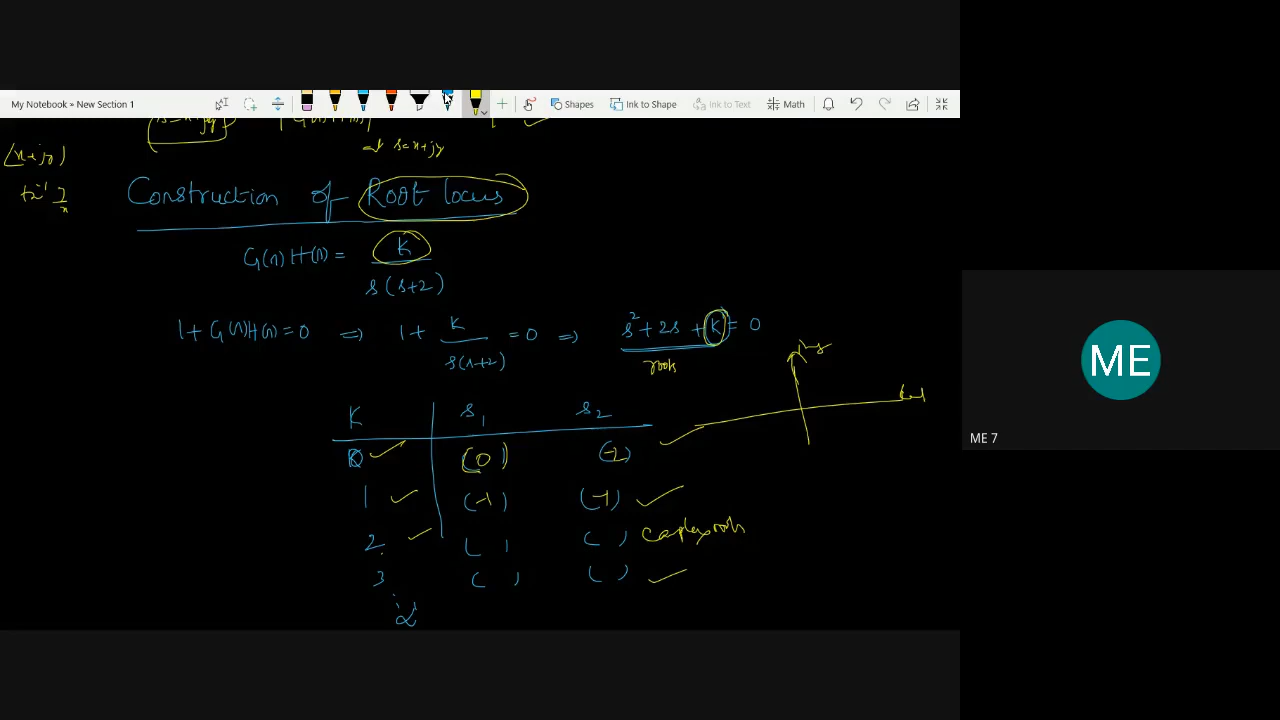 My Notebook » New Section 1
Shapes
Ink to Shape
Ink to Text
Math
at s=x+jy
Construction of Root locus
G(s)H(s) = K / s(s+2)
1 + G(s)H(s) = 0 ⇒ 1 + K / s(s+2) = 0 ⇒ s² + 2s + K = 0
roots
K s₁ s₂
0 (0) (-2)
1 (-1) (-1)
2 ( ) ( )
3 ( ) ( )
ME
ME 7